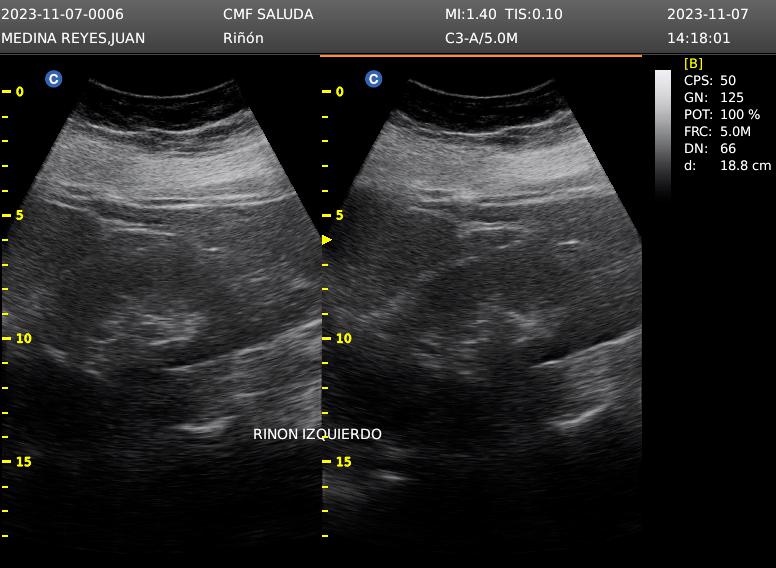 2023-11-07-0006 CMF SALUDA MI:1.40 TIS:0.10 2023-11-07
MEDINA REYES,JUAN Riñón C3-A/5.0M 14:18:01
C C
[B]
CPS: 50
GN: 125
POT: 100 %
FRC: 5.0M
DN: 66
d: 18.8 cm
0 0
5 5
10 10
RINON IZQUIERDO
15 15